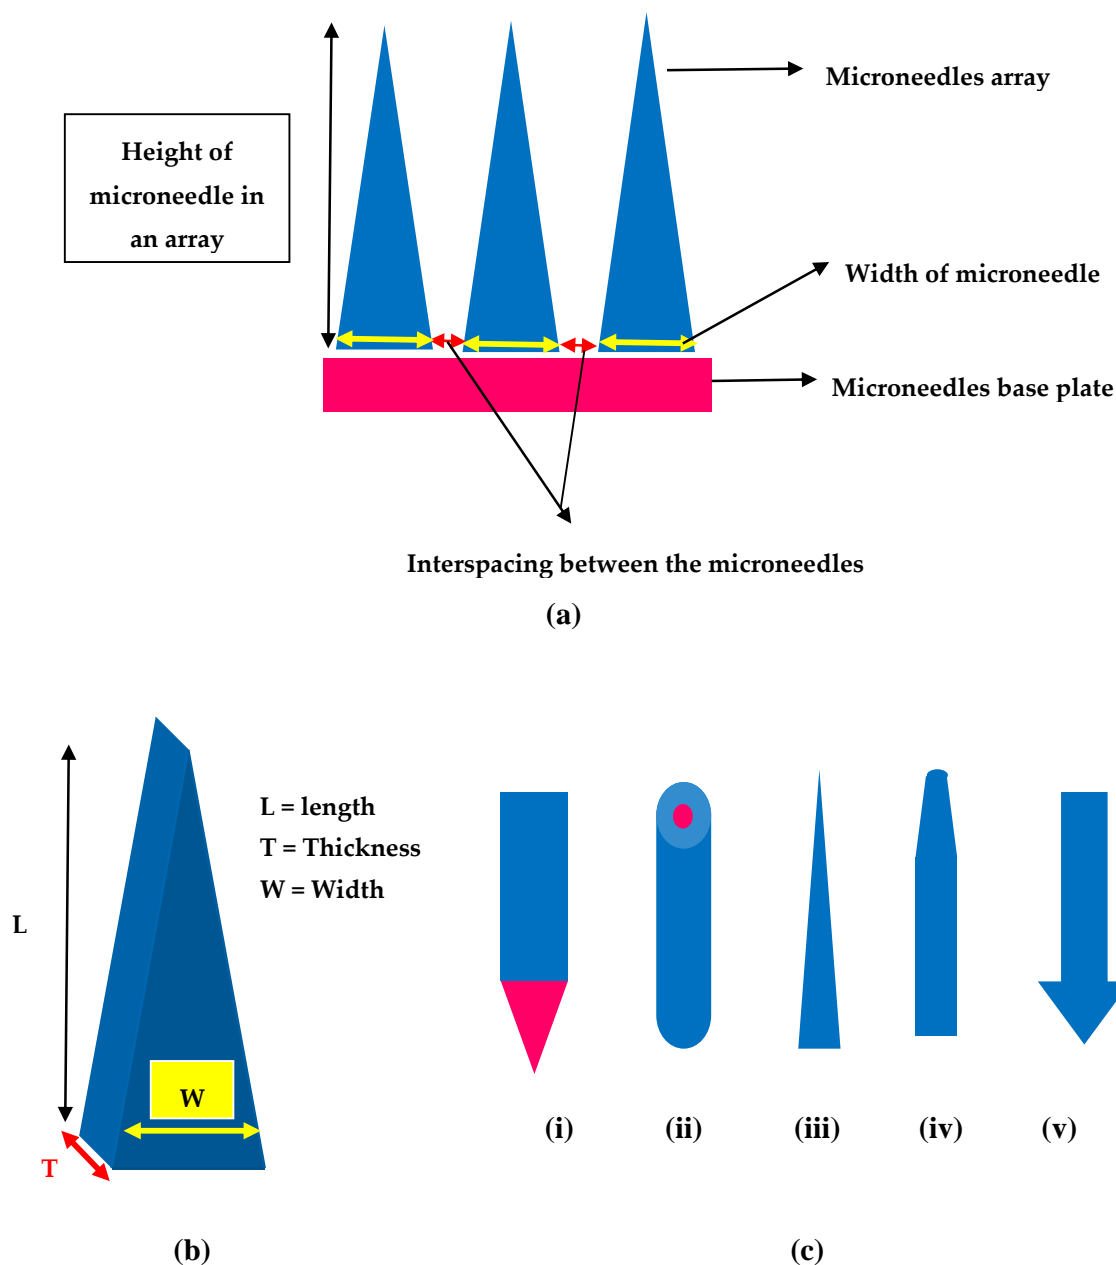 Microneedles array
Height of
microneedle in
an array
Width of microneedle
Microneedles base plate
Interspacing between the microneedles
(a)
L = length
T = Thickness
W = Width
L
W
T
(i)
(ii)
(iii)
(iv)
(v)
(b)
(c)